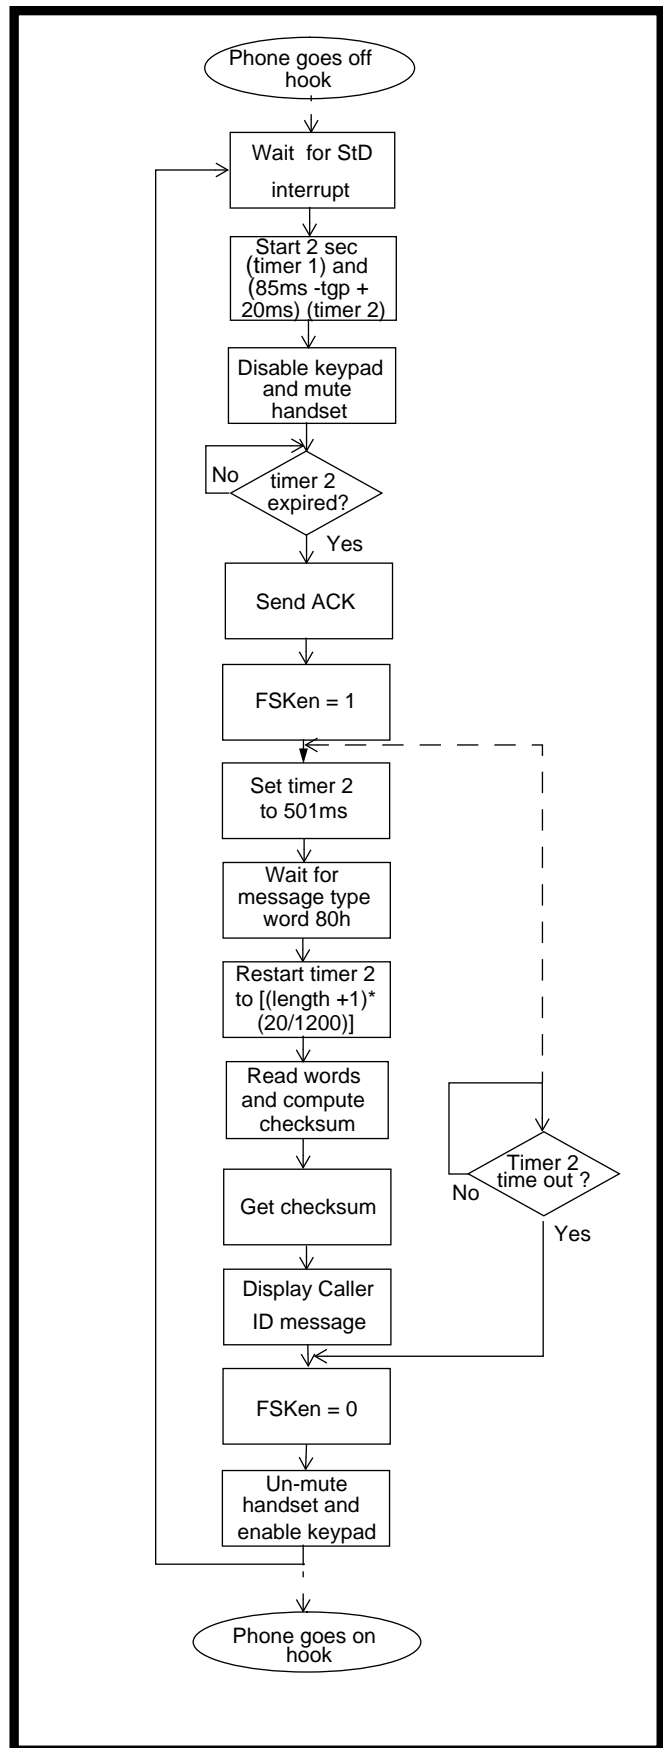 Phone goes off
hook
Wait for StD
interrupt
Start 2 sec
(timer 1) and
(85ms -tgp +
20ms) (timer 2)
Disable keypad
and mute
handset
No
timer 2
expired?
Yes
Send ACK
FSKen = 1
Set timer 2
to 501ms
Wait for
message type
word 80h
Restart timer 2
to [(length +1)*
(20/1200)]
Read words
and compute
checksum
Timer 2
time out ?
No
Yes
Get checksum
Display Caller
ID message
FSKen = 0
Un-mute
handset and
enable keypad
Phone goes on
hook